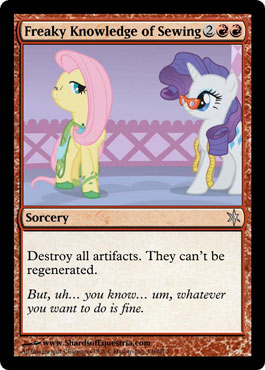 Freaky Knowledge of Sewing 2
Sorcery
Destroy all artifacts. They can't be
regenerated.
But, uh... you know... um, whatever
you want to do is fine.
www.ShardsofEquestria.com